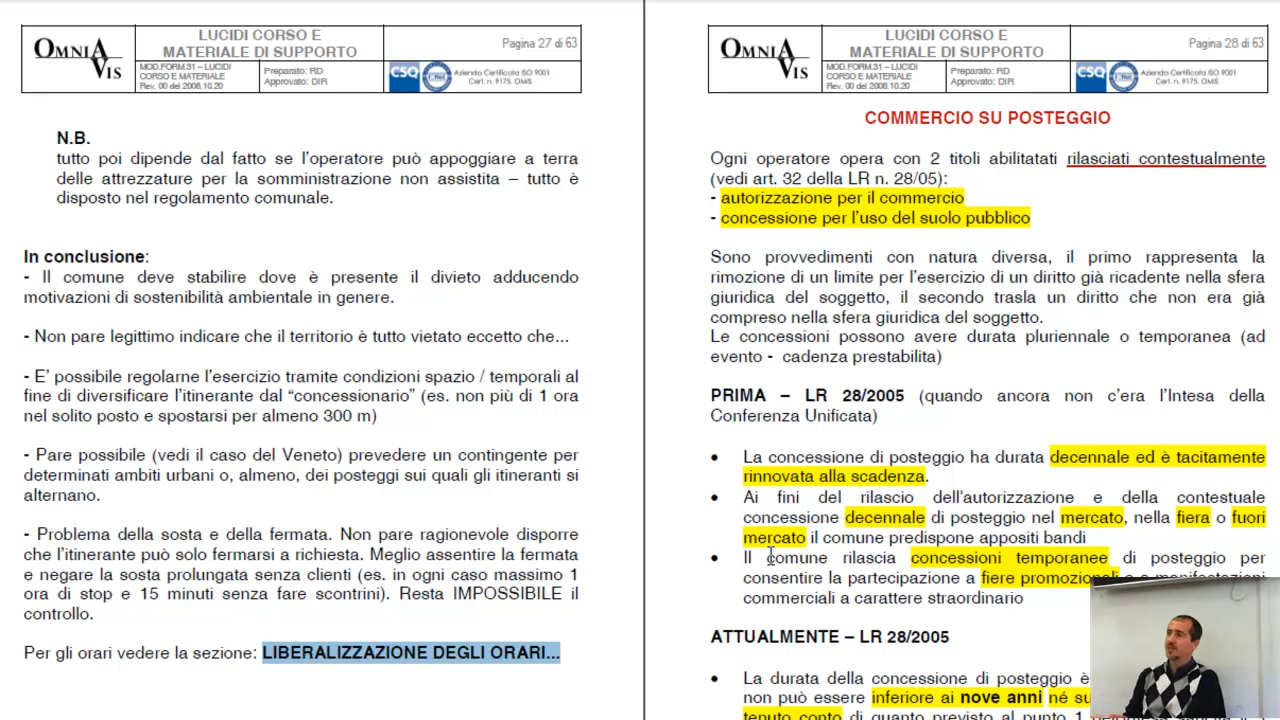 OMNIA VIS
LUCIDI CORSO E
MATERIALE DI SUPPORTO
Pagina 27 di 63
MOD.FORM.31 – LUCIDI
CORSO E MATERIALE
Rev. 00 del 2008.10.20
Preparato: RD
Approvato: DIR
CSQ
Azienda Certificata ISO 9001
Cert. n. 9175. OMIS
N.B.
tutto poi dipende dal fatto se l'operatore può appoggiare a terra
delle attrezzature per la somministrazione non assistita – tutto è
disposto nel regolamento comunale.
In conclusione:
- Il comune deve stabilire dove è presente il divieto adducendo
motivazioni di sostenibilità ambientale in genere.
- Non pare legittimo indicare che il territorio è tutto vietato eccetto che...
- E' possibile regolarne l'esercizio tramite condizioni spazio / temporali al
fine di diversificare l'itinerante dal "concessionario" (es. non più di 1 ora
nel solito posto e spostarsi per almeno 300 m)
- Pare possibile (vedi il caso del Veneto) prevedere un contingente per
determinati ambiti urbani o, almeno, dei posteggi sui quali gli itineranti si
alternano.
- Problema della sosta e della fermata. Non pare ragionevole disporre
che l'itinerante può solo fermarsi a richiesta. Meglio assentire la fermata
e negare la sosta prolungata senza clienti (es. in ogni caso massimo 1
ora di stop e 15 minuti senza fare scontrini). Resta IMPOSSIBILE il
controllo.
Per gli orari vedere la sezione: LIBERALIZZAZIONE DEGLI ORARI...
OMNIA VIS
LUCIDI CORSO E
MATERIALE DI SUPPORTO
Pagina 28 di 63
MOD.FORM.31 – LUCIDI
CORSO E MATERIALE
Rev. 00 del 2008.10.20
Preparato: RD
Approvato: DIR
CSQ
Azienda Certificata ISO 9001
Cert. n. 9175. OMIS
COMMERCIO SU POSTEGGIO
Ogni operatore opera con 2 titoli abilitatati rilasciati contestualmente
(vedi art. 32 della LR n. 28/05):
- autorizzazione per il commercio
- concessione per l'uso del suolo pubblico
Sono provvedimenti con natura diversa, il primo rappresenta la
rimozione di un limite per l'esercizio di un diritto già ricadente nella sfera
giuridica del soggetto, il secondo trasla un diritto che non era già
compreso nella sfera giuridica del soggetto.
Le concessioni possono avere durata pluriennale o temporanea (ad
evento - cadenza prestabilita)
PRIMA – LR 28/2005 (quando ancora non c'era l'Intesa della
Conferenza Unificata)
• La concessione di posteggio ha durata decennale ed è tacitamente
rinnovata alla scadenza.
• Ai fini del rilascio dell'autorizzazione e della contestuale
concessione decennale di posteggio nel mercato, nella fiera o fuori
mercato il comune predispone appositi bandi
• Il comune rilascia concessioni temporanee di posteggio per
consentire la partecipazione a fiere promozionali e a manifestazioni
commerciali a carattere straordinario
ATTUALMENTE – LR 28/2005
• La durata della concessione di posteggio è
non può essere inferiore ai nove anni né su
tenuto conto di quanto previsto al punto 1